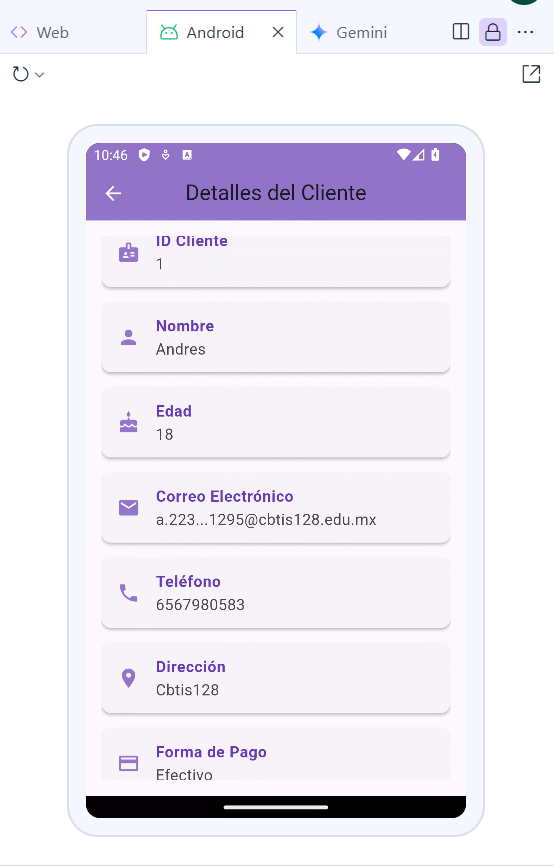 Web
Android
Gemini
10:46
Detalles del Cliente
ID Cliente
1
Nombre
Andres
Edad
18
Correo Electrónico
a.223...1295@cbtis128.edu.mx
Teléfono
6567980583
Dirección
Cbtis128
Forma de Pago
Efectivo